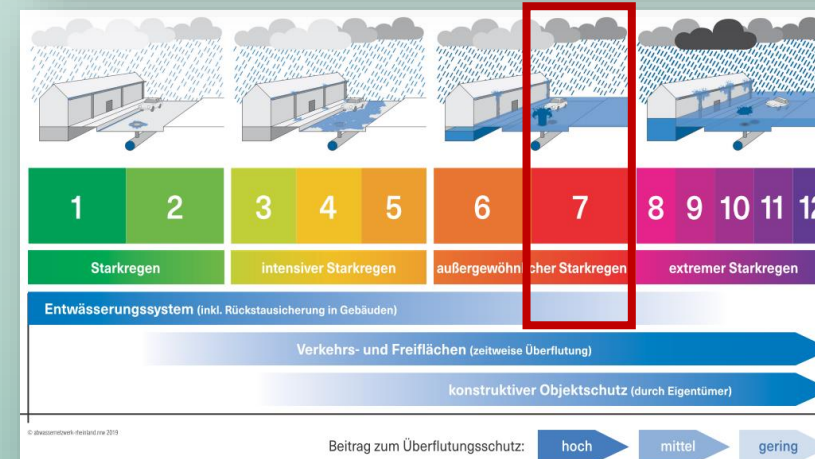 1 2 3 4 5 6 7 8 9 10 11 12
Starkregen intensiver Starkregen außergewöhnlicher Starkregen extremer Starkregen
Entwässerungssystem (inkl. Rückstausicherung in Gebäuden)
Verkehrs- und Freiflächen (zeitweise Überflutung)
konstruktiver Objektschutz (durch Eigentümer)
© abwassernetzwerk-rheinland.nrw 2019
Beitrag zum Überflutungsschutz: hoch mittel gering